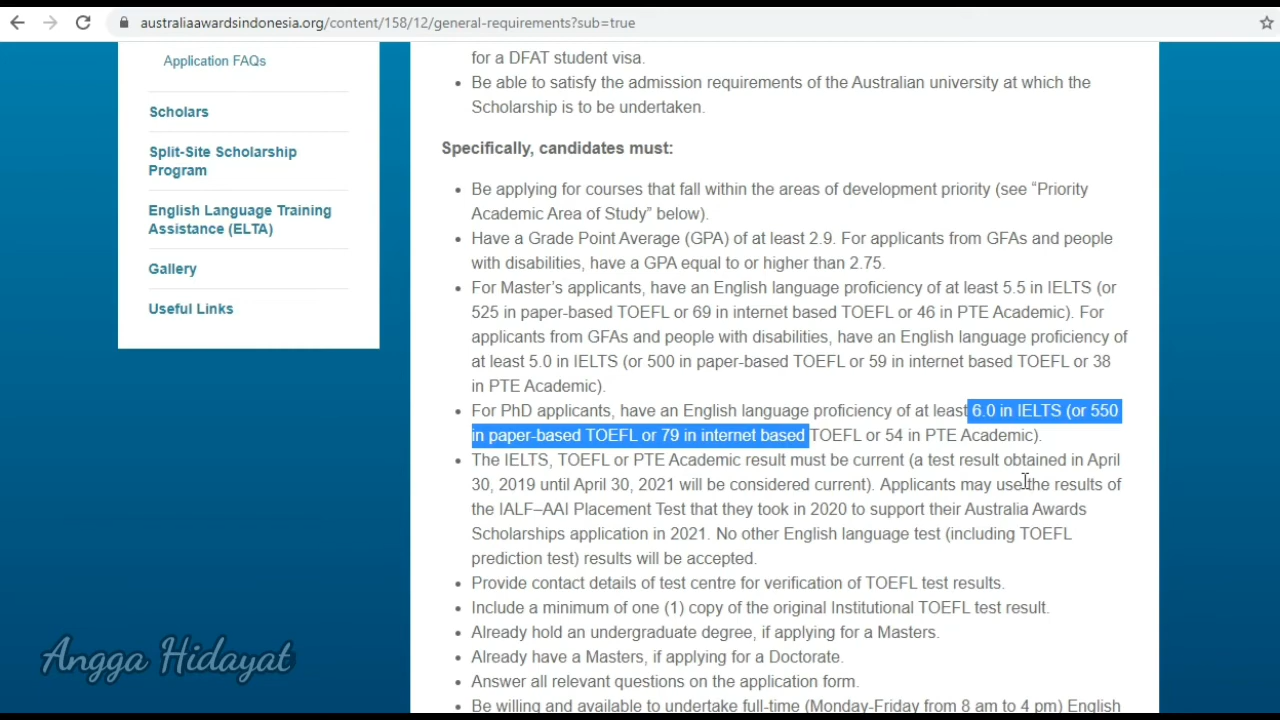 australiaawardsindonesia.org/content/158/12/general-requirements?sub=true
Application FAQs
Scholars
Split-Site Scholarship
Program
English Language Training
Assistance (ELTA)
Gallery
Useful Links
for a DFAT student visa.
Be able to satisfy the admission requirements of the Australian university at which the
Scholarship is to be undertaken.
Specifically, candidates must:
Be applying for courses that fall within the areas of development priority (see “Priority
Academic Area of Study” below).
Have a Grade Point Average (GPA) of at least 2.9. For applicants from GFAs and people
with disabilities, have a GPA equal to or higher than 2.75.
For Master’s applicants, have an English language proficiency of at least 5.5 in IELTS (or
525 in paper-based TOEFL or 69 in internet based TOEFL or 46 in PTE Academic). For
applicants from GFAs and people with disabilities, have an English language proficiency of
at least 5.0 in IELTS (or 500 in paper-based TOEFL or 59 in internet based TOEFL or 38
in PTE Academic).
For PhD applicants, have an English language proficiency of at least 6.0 in IELTS (or 550
in paper-based TOEFL or 79 in internet based TOEFL or 54 in PTE Academic).
The IELTS, TOEFL or PTE Academic result must be current (a test result obtained in April
30, 2019 until April 30, 2021 will be considered current). Applicants may use the results of
the IALF–AAI Placement Test that they took in 2020 to support their Australia Awards
Scholarships application in 2021. No other English language test (including TOEFL
prediction test) results will be accepted.
Provide contact details of test centre for verification of TOEFL test results.
Include a minimum of one (1) copy of the original Institutional TOEFL test result.
Already hold an undergraduate degree, if applying for a Masters.
Already have a Masters, if applying for a Doctorate.
Answer all relevant questions on the application form.
Be willing and available to undertake full-time (Monday-Friday from 8 am to 4 pm) English
Angga Hidayat